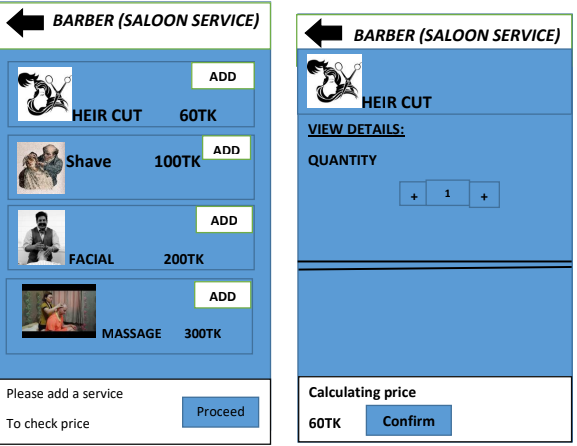 BARBER (SALOON SERVICE)
ADD
HEIR CUT 60TK
ADD
Shave 100TK
ADD
FACIAL 200TK
ADD
MASSAGE 300TK
Please add a service
To check price
Proceed
BARBER (SALOON SERVICE)
HEIR CUT
VIEW DETAILS:
QUANTITY
+ 1 +
Calculating price
60TK Confirm